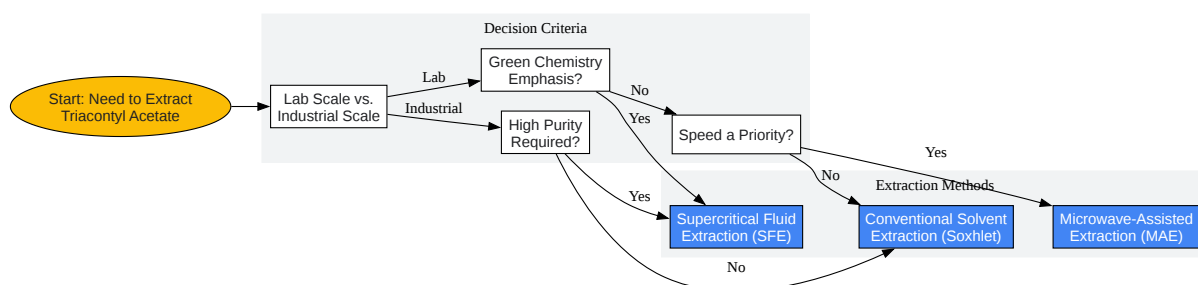 Decision Criteria
Start: Need to Extract
Triacontyl Acetate
Lab Scale vs.
Industrial Scale
Lab
Industrial
Green Chemistry
Emphasis?
High Purity
Required?
No
Yes
Speed a Priority?
Yes
No
Yes
No
Extraction Methods
Supercritical Fluid
Extraction (SFE)
Conventional Solvent
Extraction (Soxhlet)
Microwave-Assisted
Extraction (MAE)